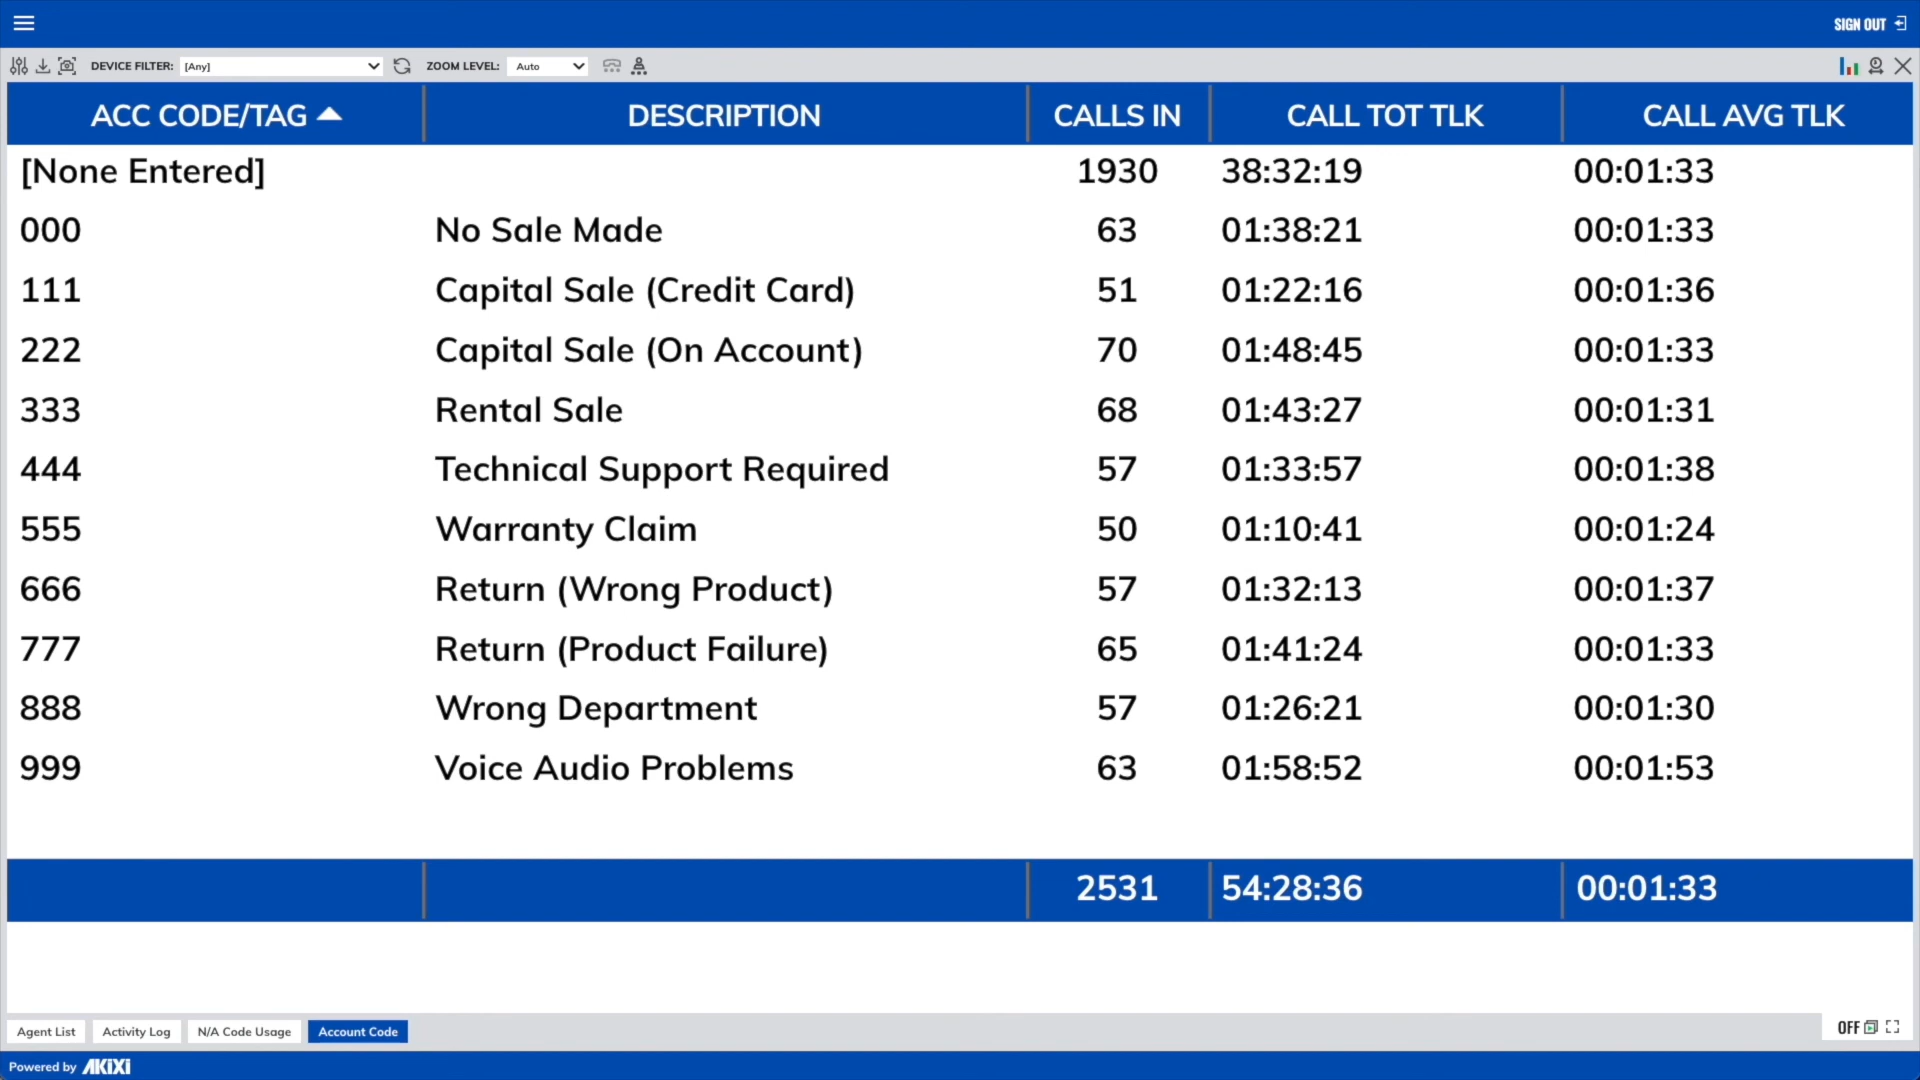 SIGN OUT
DEVICE FILTER: [Any] ZOOM LEVEL: Auto
ACC CODE/TAG DESCRIPTION CALLS IN CALL TOT TLK CALL AVG TLK
[None Entered] 1930 38:32:19 00:01:33
000 No Sale Made 63 01:38:21 00:01:33
111 Capital Sale (Credit Card) 51 01:22:16 00:01:36
222 Capital Sale (On Account) 70 01:48:45 00:01:33
333 Rental Sale 68 01:43:27 00:01:31
444 Technical Support Required 57 01:33:57 00:01:38
555 Warranty Claim 50 01:10:41 00:01:24
666 Return (Wrong Product) 57 01:32:13 00:01:37
777 Return (Product Failure) 65 01:41:24 00:01:33
888 Wrong Department 57 01:26:21 00:01:30
999 Voice Audio Problems 63 01:58:52 00:01:53
2531 54:28:36 00:01:33
Agent List Activity Log N/A Code Usage Account Code OFF
Powered by AKIXI